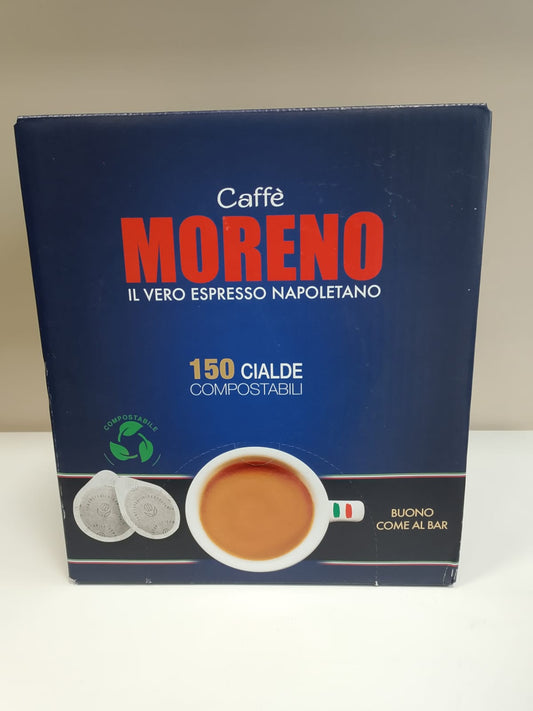 Caffè
MORENO
IL VERO ESPRESSO NAPOLETANO
150 CIALDE
COMPOSTABILI
COMPOSTABILE
BUONO
COME AL BAR